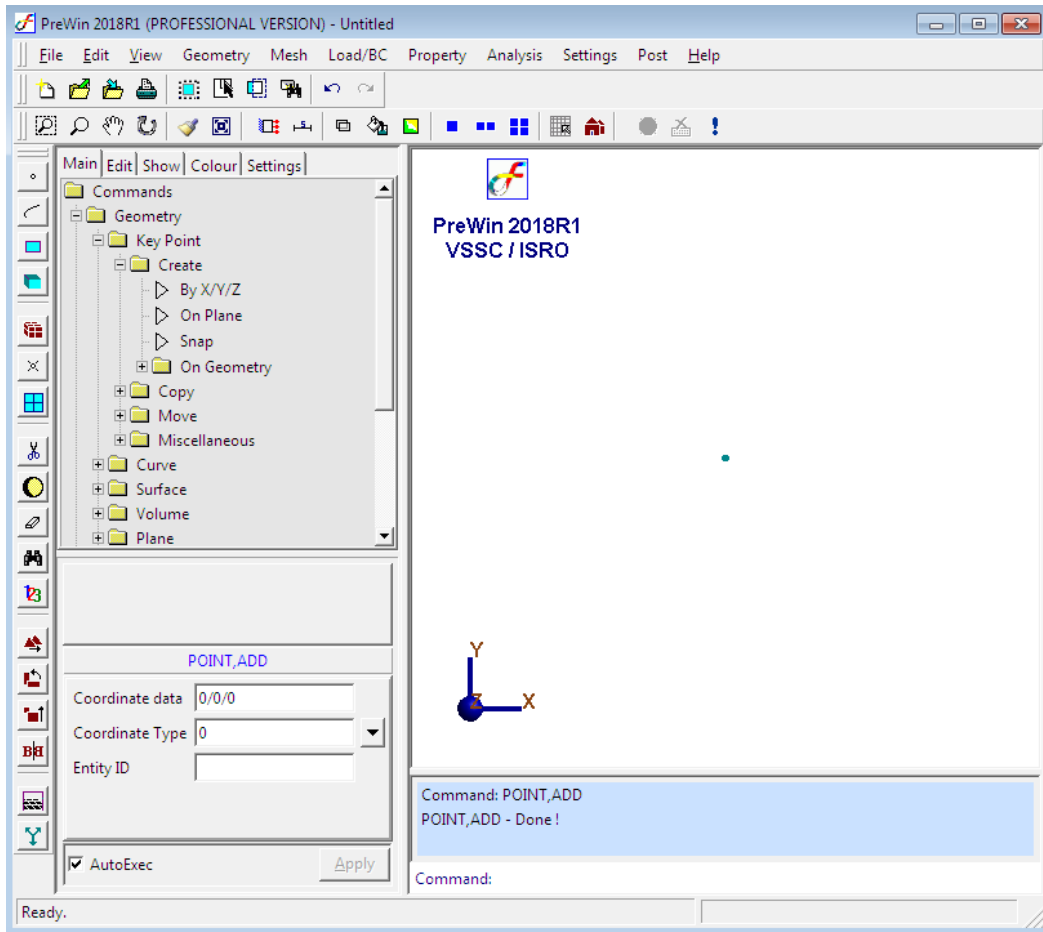 PreWin 2018R1 (PROFESSIONAL VERSION) - Untitled
File Edit View Geometry Mesh Load/BC Property Analysis Settings Post Help
Main Edit Show Colour Settings
Commands
Geometry
Key Point
Create
By X/Y/Z
On Plane
Snap
On Geometry
Copy
Move
Miscellaneous
Curve
Surface
Volume
Plane
POINT,ADD
Coordinate data 0/0/0
Coordinate Type 0
Entity ID
AutoExec Apply
PreWin 2018R1
VSSC / ISRO
Y
Z X
Command: POINT,ADD
POINT,ADD - Done !
Command:
Ready.